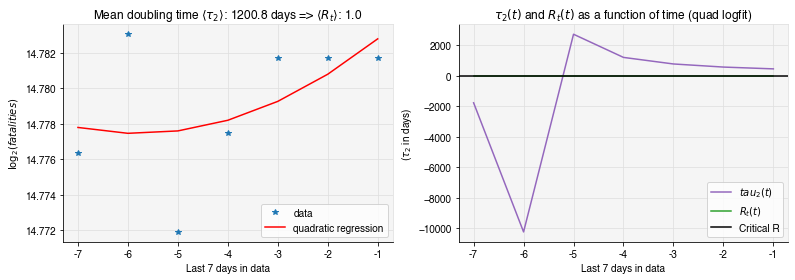 Mean doubling time ⟨τ₂⟩: 1200.8 days => ⟨Rₜ⟩: 1.0
14.782
14.780
14.778
14.776
14.774
14.772
log₂(fatalities)
data
quadratic regression
-7 -6 -5 -4 -3 -2 -1
Last 7 days in data
τ₂(t) and Rₜ(t) as a function of time (quad logfit)
2000
0
−2000
−4000
−6000
−8000
−10000
(τ₂ in days)
tau₂(t)
Rₜ(t)
Critical R
-7 -6 -5 -4 -3 -2 -1
Last 7 days in data